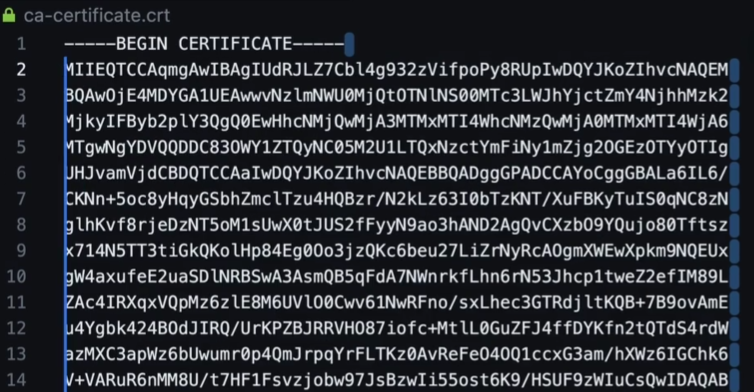 ca-certificate.crt
1 -----BEGIN CERTIFICATE-----
2 MIIEQTCCAqmgAwIBAgIUdRJLZ7Cbl4g932zVifpoPy8RUpIwDQYJKoZIhvcNAQEM
3 BQAwOjE4MDYGA1UEAwwvNzlmNWU0MjQtOTNlNS00MTc3LWJhYjctZmY4NjhhMzk2
4 MjkyIFByb2plY3QgQ0EwHhcNMjQwMjA3MTMxMTI4WhcNMzQwMjA0MTMxMTI4WjA6
5 MTgwNgYDVQQDDC83OWY1ZTQyNC05M2U1LTQxNzctYmFiNy1mZjg2OGEzOTYyOTIg
6 UHJvamVjdCBDQTCCAaIwDQYJKoZIhvcNAQEBBQADggGPADCCAYoCggGBALa6IL6/
7 CKNn+5oc8yHqyGSbhZmclTzu4HQBzr/N2kLz63I0bTzKNT/XuFBKyTuIS0qNC8zN
8 glhKvf8rjeDzNT5oM1sUwX0tJUS2fFyyN9ao3hAND2AgQvCXzbO9YQujo80Tftsz
9 x714N5TT3tiGkQKolHp84Eg0Oo3jzQKc6beu27LiZrNyRcAOgmXWEwXpkm9NQEUx
10 gW4axufeE2uaSDlNRBSwA3AsmQB5qFdA7NWnrkfLhn6rN53Jhcp1tweZ2efIM89L
11 ZAc4IRXqxVQpMz6zlE8M6UVlO0Cwv61NwRFno/sxLhec3GTRdjltKQB+7B9ovAmE
12 u4Ygbk424BOdJIRQ/UrKPZBJRRVHO87iofc+MtlL0GuZFJ4ffDYKfn2tQTdS4rdW
13 azMXC3apWz6bUwumr0p4QmJrpqYrFLTKz0AvReFeO4OQ1ccxG3am/hXWz6IGChk6
14 V+VARuR6nMM8U/t7HF1Fsvzjobw97JsBzwIi55ost6K9/HSUF9zWIuCsQwIDAQAB